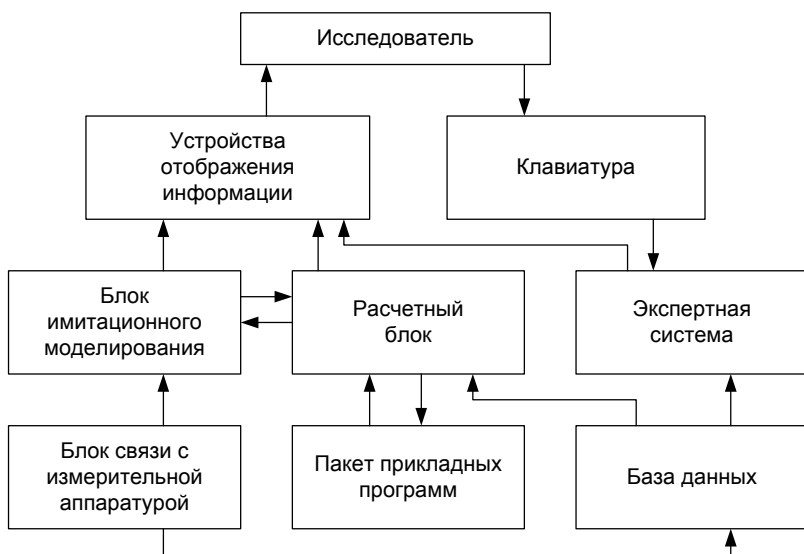 Исследователь
Устройства
отображения
информации
Клавиатура
Блок
имитационного
моделирования
Расчетный
блок
Экспертная
система
Блок связи с
измерительной
аппаратурой
Пакет прикладных
программ
База данных